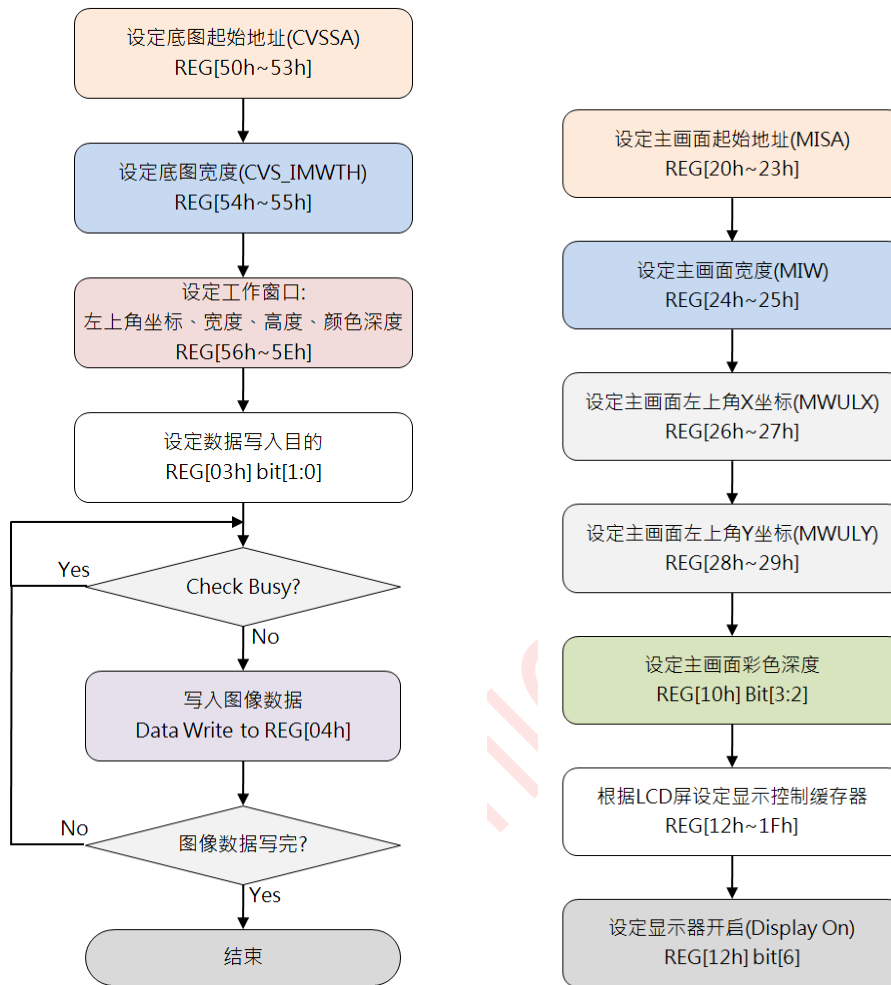 设定底图起始地址(CVSSA)
REG[50h~53h]
设定底图宽度(CVS_IMWTH)
REG[54h~55h]
设定工作窗口:
左上角坐标、宽度、高度、颜色深度
REG[56h~5Eh]
设定数据写入目的
REG[03h] bit[1:0]
Yes
Check Busy?
No
写入图像数据
Data Write to REG[04h]
No
图像数据写完?
Yes
结束
设定主画面起始地址(MISA)
REG[20h~23h]
设定主画面宽度(MIW)
REG[24h~25h]
设定主画面左上角X坐标(MWULX)
REG[26h~27h]
设定主画面左上角Y坐标(MWULY)
REG[28h~29h]
设定主画面彩色深度
REG[10h] Bit[3:2]
根据LCD屏设定显示控制缓存器
REG[12h~1Fh]
设定显示器开启(Display On)
REG[12h] bit[6]